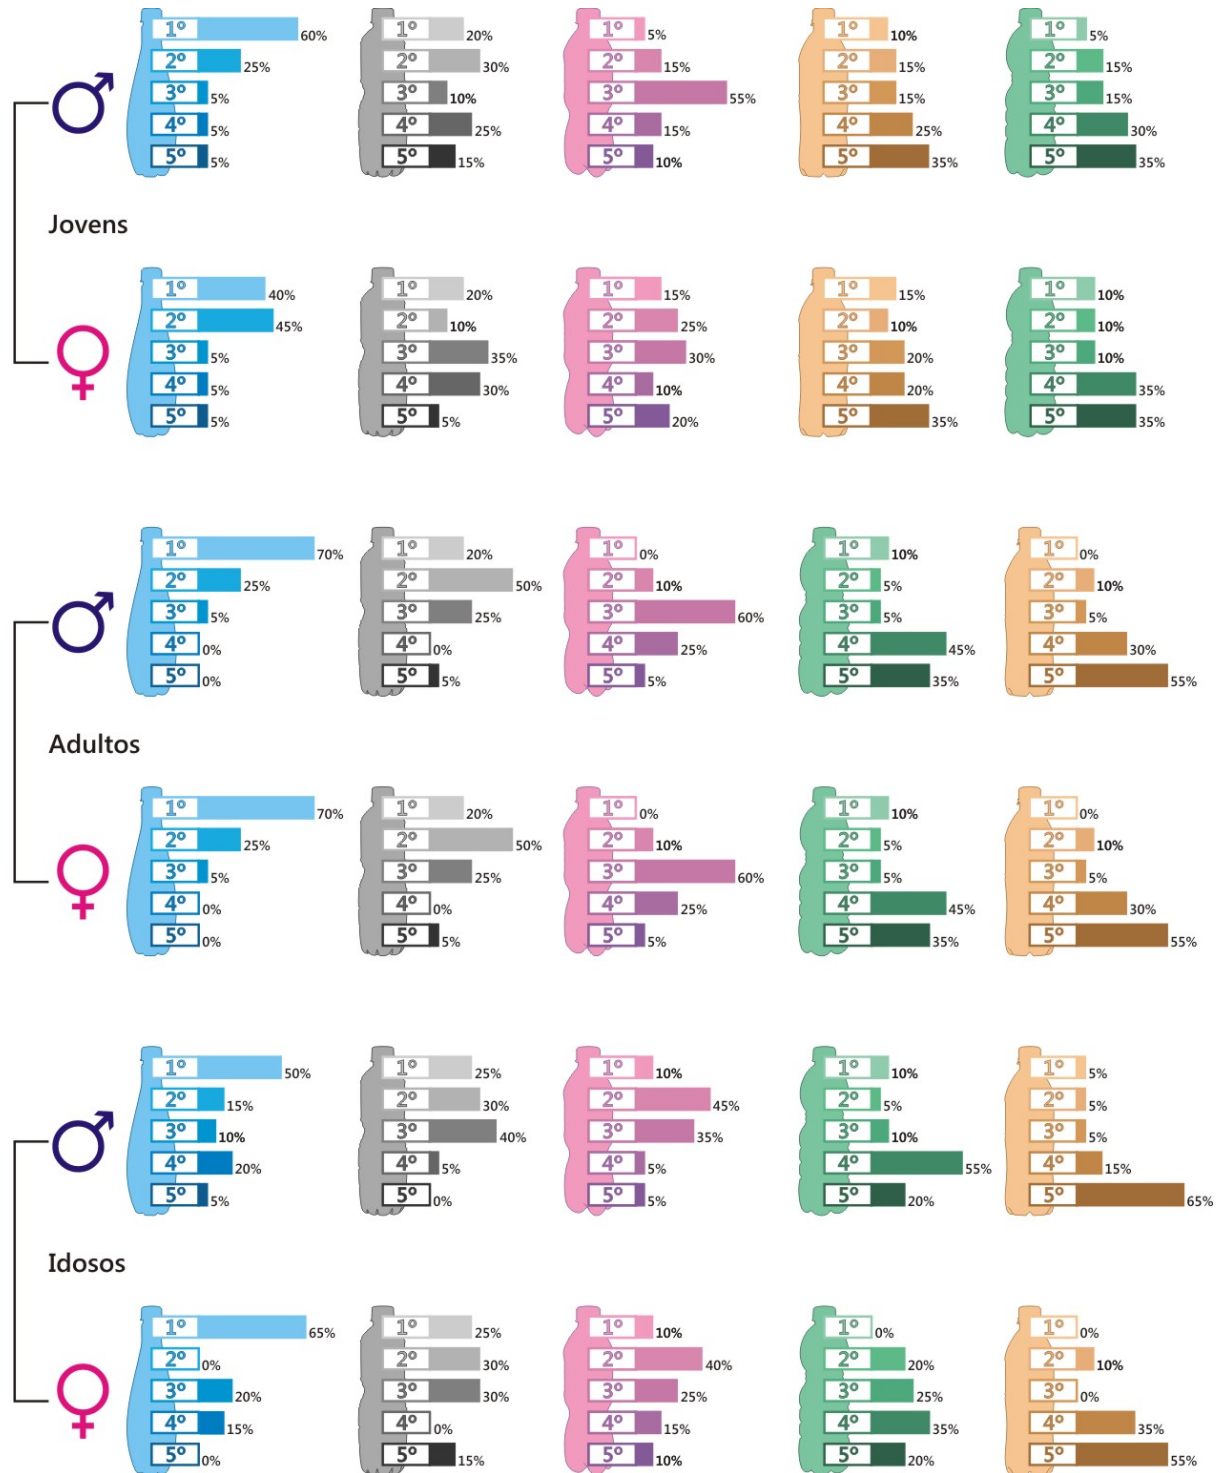 1º 60% 1º 20% 1º 5% 1º 10% 1º 5%
2º 25% 2º 30% 2º 15% 2º 15% 2º 15%
3º 5% 3º 10% 3º 55% 3º 15% 3º 15%
4º 5% 4º 25% 4º 15% 4º 25% 4º 30%
5º 5% 5º 15% 5º 10% 5º 35% 5º 35%
Jovens
1º 40% 1º 20% 1º 15% 1º 15% 1º 10%
2º 45% 2º 10% 2º 25% 2º 10% 2º 10%
3º 5% 3º 35% 3º 30% 3º 20% 3º 10%
4º 5% 4º 30% 4º 10% 4º 20% 4º 35%
5º 5% 5º 5% 5º 20% 5º 35% 5º 35%
1º 70% 1º 20% 1º 0% 1º 10% 1º 0%
2º 25% 2º 50% 2º 10% 2º 5% 2º 10%
3º 5% 3º 25% 3º 60% 3º 5% 3º 5%
4º 0% 4º 0% 4º 25% 4º 45% 4º 30%
5º 0% 5º 5% 5º 5% 5º 35% 5º 55%
Adultos
1º 70% 1º 20% 1º 0% 1º 10% 1º 0%
2º 25% 2º 50% 2º 10% 2º 5% 2º 10%
3º 5% 3º 25% 3º 60% 3º 5% 3º 5%
4º 0% 4º 0% 4º 25% 4º 45% 4º 30%
5º 0% 5º 5% 5º 5% 5º 35% 5º 55%
1º 50% 1º 25% 1º 10% 1º 10% 1º 5%
2º 15% 2º 30% 2º 45% 2º 5% 2º 5%
3º 10% 3º 40% 3º 35% 3º 10% 3º 5%
4º 20% 4º 5% 4º 5% 4º 55% 4º 15%
5º 5% 5º 0% 5º 5% 5º 20% 5º 65%
Idosos
1º 65% 1º 25% 1º 10% 1º 0% 1º 0%
2º 0% 2º 30% 2º 40% 2º 20% 2º 10%
3º 20% 3º 30% 3º 25% 3º 25% 3º 0%
4º 15% 4º 0% 4º 15% 4º 35% 4º 35%
5º 0% 5º 15% 5º 10% 5º 20% 5º 55%